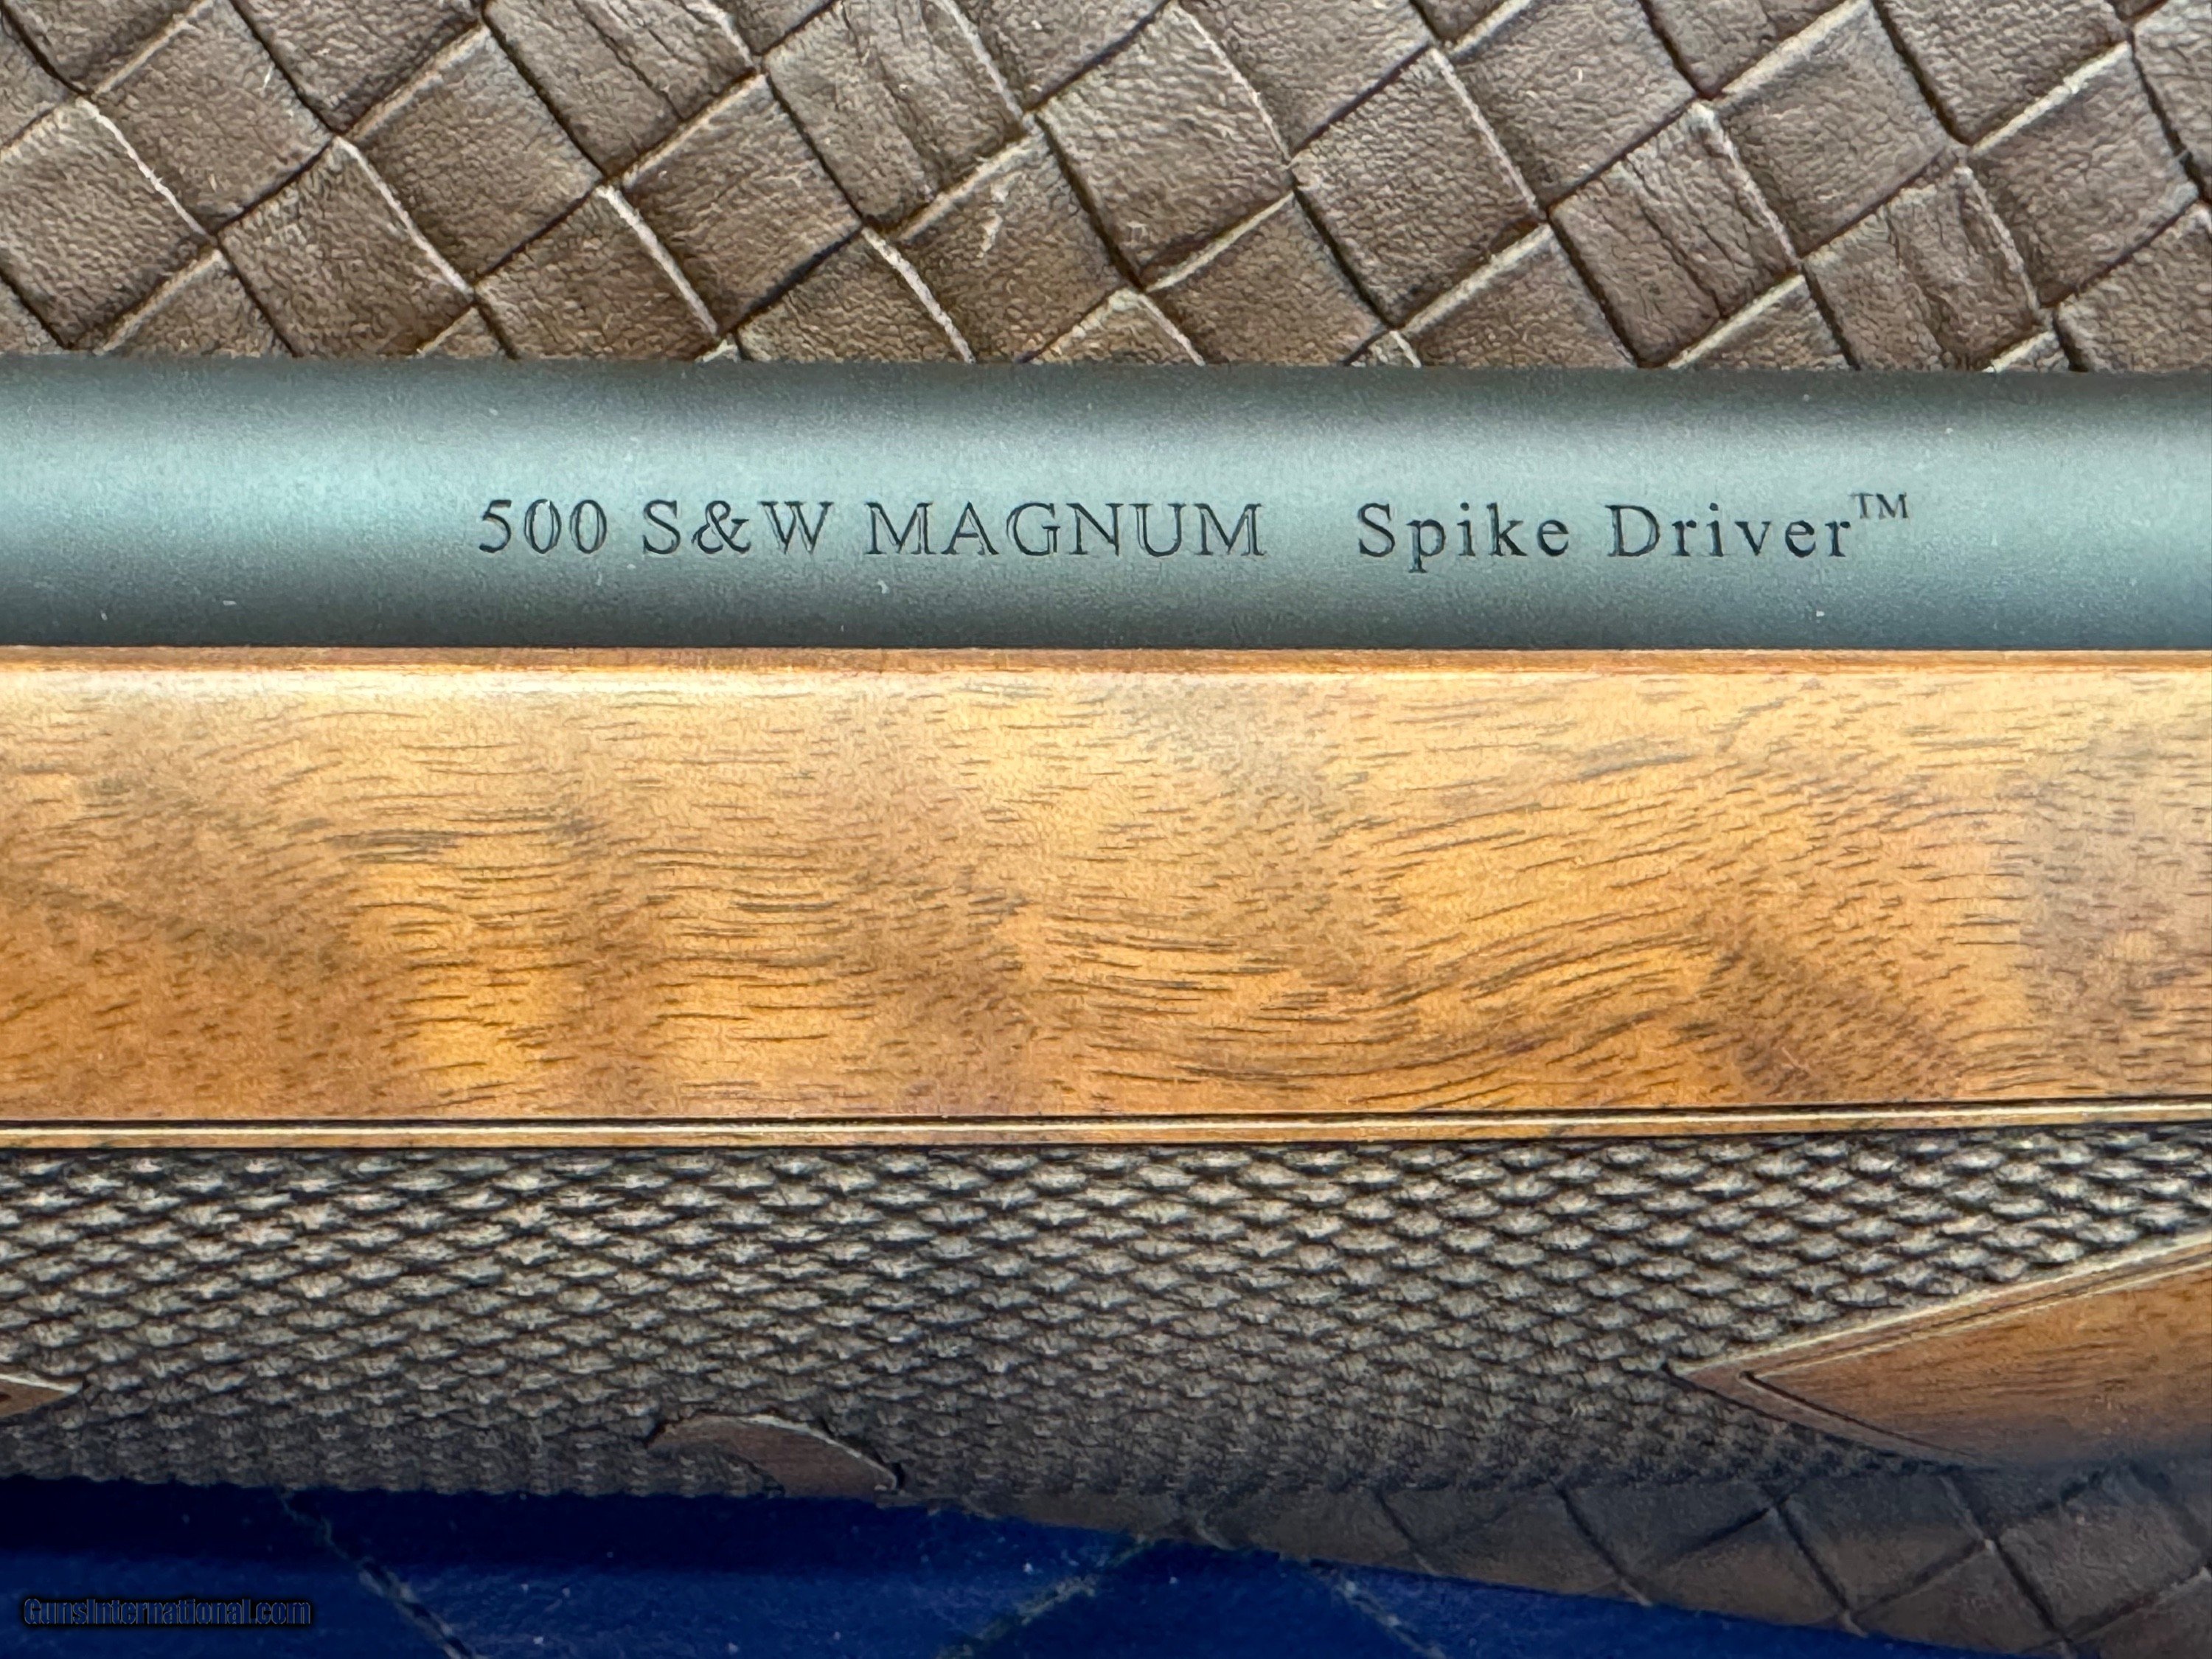 500 S&W MAGNUM Spike Driver™
GunsInternational.com